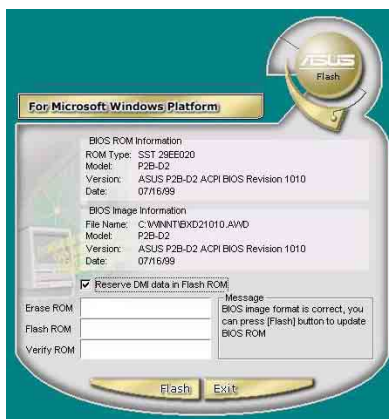 ASUS
Flash
For Microsoft Windows Platform
BIOS ROM Information
ROM Type: SST 29EE020
Model: P2B-D2
Version: ASUS P2B-D2 ACPI BIOS Revision 1010
Date: 07/16/99
BIOS Image Information
File Name: C:\WINNT\BXD21010.AWD
Model: P2B-D2
Version: ASUS P2B-D2 ACPI BIOS Revision 1010
Date: 07/16/99
Reserve DMI data in Flash ROM
Erase ROM
Flash ROM
Verify ROM
Message
BIOS image format is correct, you
can press [Flash] button to update
BIOS ROM
Flash
Exit